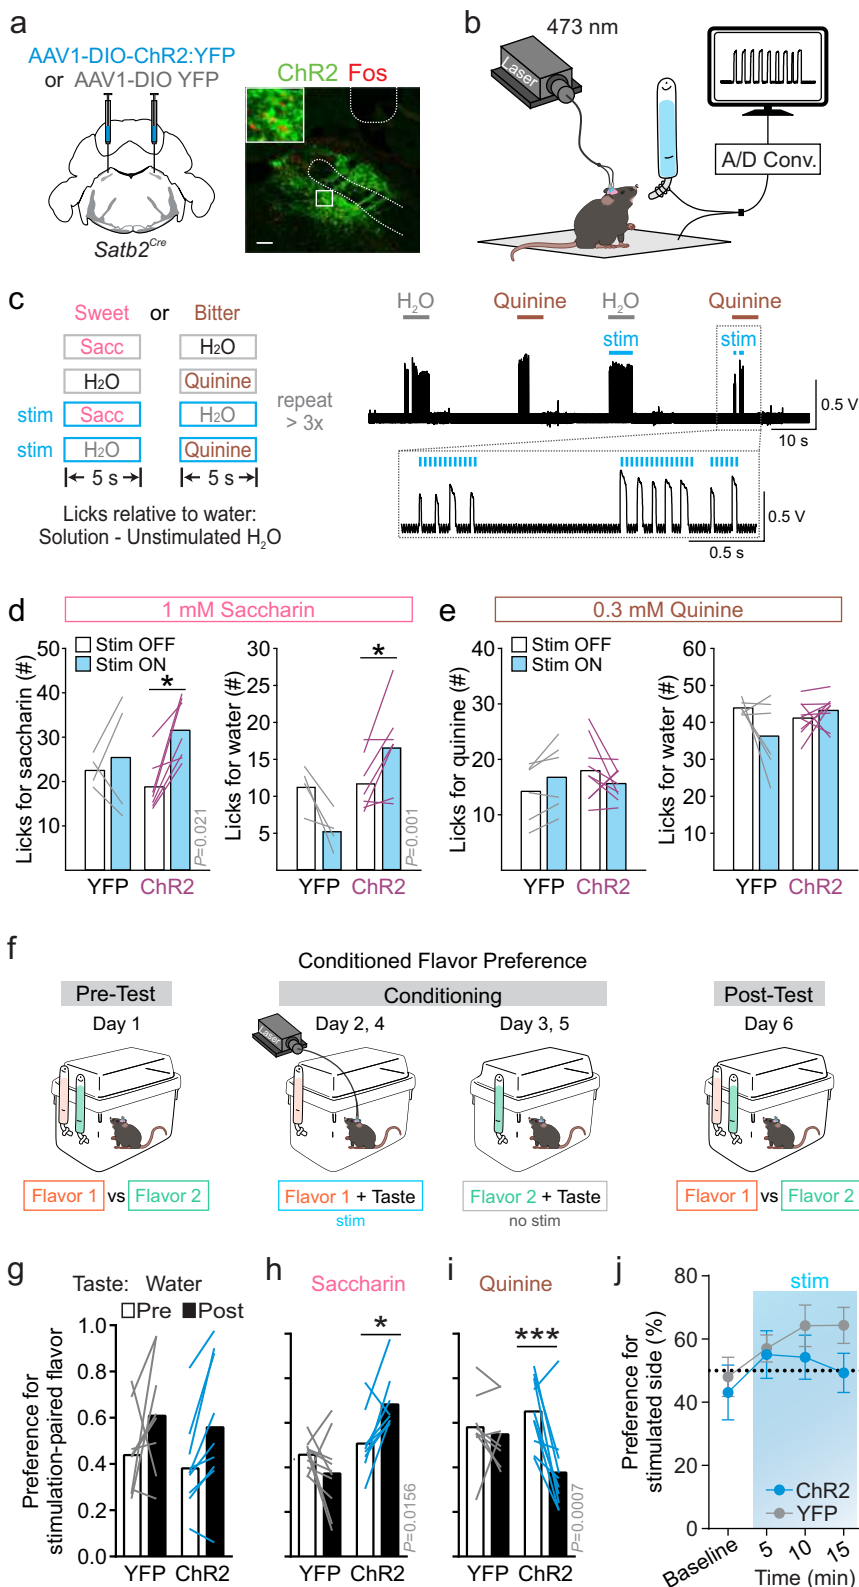 a
AAV1-DIO-ChR2:YFP
or AAV1-DIO YFP
Satb2Cre
ChR2 Fos
b
473 nm
Laser
A/D Conv.
c
Sweet or Bitter
Sacc
H2O
H2O
Quinine
stim
Sacc
H2O
stim
H2O
Quinine
5 s
5 s
repeat
> 3x
Licks relative to water:
Solution - Unstimulated H2O
H2O
Quinine
H2O
Quinine
stim
stim
0.5 V
10 s
0.5 V
0.5 s
d
1 mM Saccharin
Stim OFF
Stim ON
Licks for saccharin (#)
50
40
30
20
10
*
P=0.021
YFP ChR2
Licks for water (#)
30
25
20
15
10
5
*
P=0.001
YFP ChR2
e
0.3 mM Quinine
Stim OFF
Stim ON
Licks for quinine (#)
40
30
20
10
YFP ChR2
Licks for water (#)
60
50
40
30
20
10
YFP ChR2
f
Conditioned Flavor Preference
Pre-Test
Conditioning
Post-Test
Day 1
Day 2, 4
Day 3, 5
Day 6
Laser
Flavor 1 vs Flavor 2
Flavor 1 + Taste
stim
Flavor 2 + Taste
no stim
Flavor 1 vs Flavor 2
g
Taste: Water
Pre Post
Preference for
stimulation-paired flavor
1.0
0.8
0.6
0.4
0.2
0.0
YFP ChR2
h
Saccharin
*
P=0.0156
YFP ChR2
i
Quinine
***
P=0.0007
YFP ChR2
j
stim
Preference for
stimulated side (%)
80
60
40
20
0
ChR2
YFP
Baseline
5
10
15
Time (min)